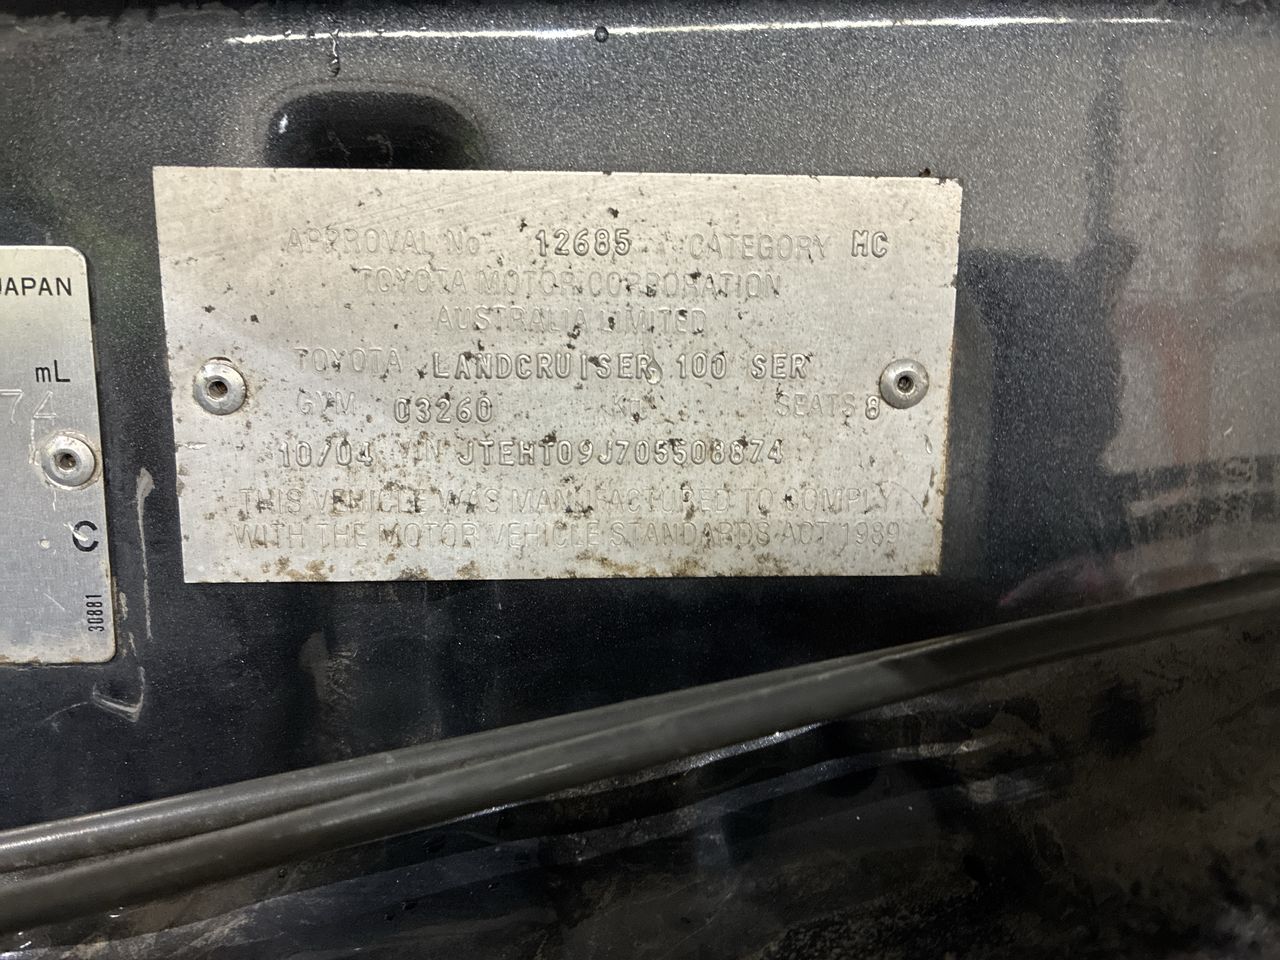 APPROVAL No 12685 CATEGORY MC
TOYOTA MOTOR CORPORATION
AUSTRALIA LIMITED
TOYOTA LANDCRUISER 100 SER
GVM 03260 KG SEATS 8
10/04 VIN JTEHT09J705508874
THIS VEHICLE WAS MANUFACTURED TO COMPLY
WITH THE MOTOR VEHICLE STANDARDS ACT 1989
JAPAN
mL
74
C
30881